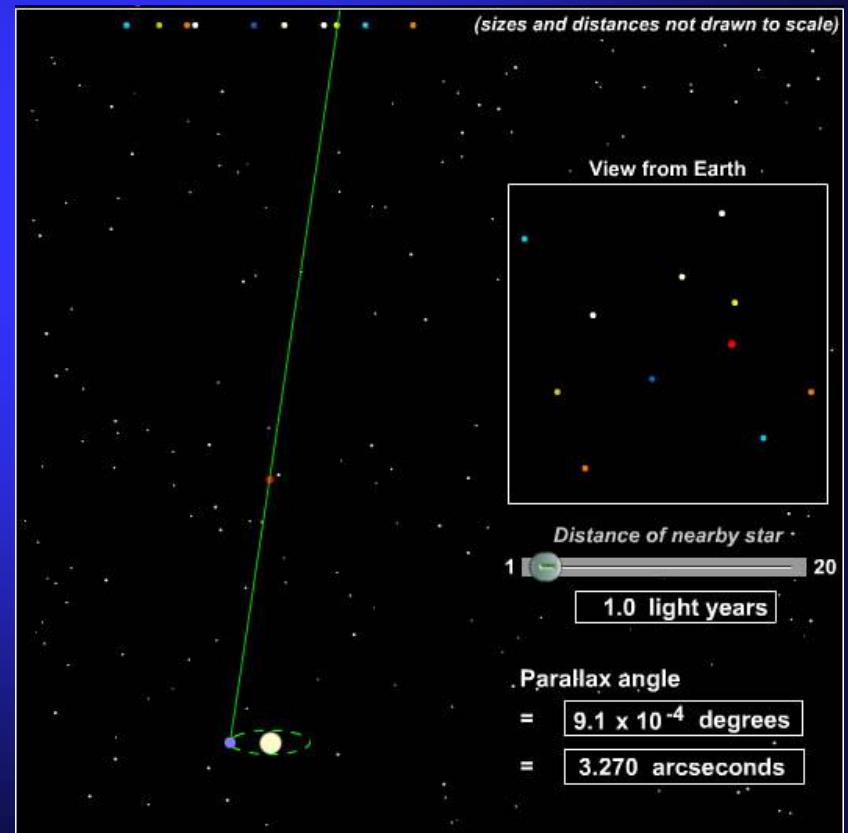 (sizes and distances not drawn to scale)
View from Earth
Distance of nearby star
1 20
1.0 light years
Parallax angle
= 9.1 x 10⁻⁴ degrees
= 3.270 arcseconds